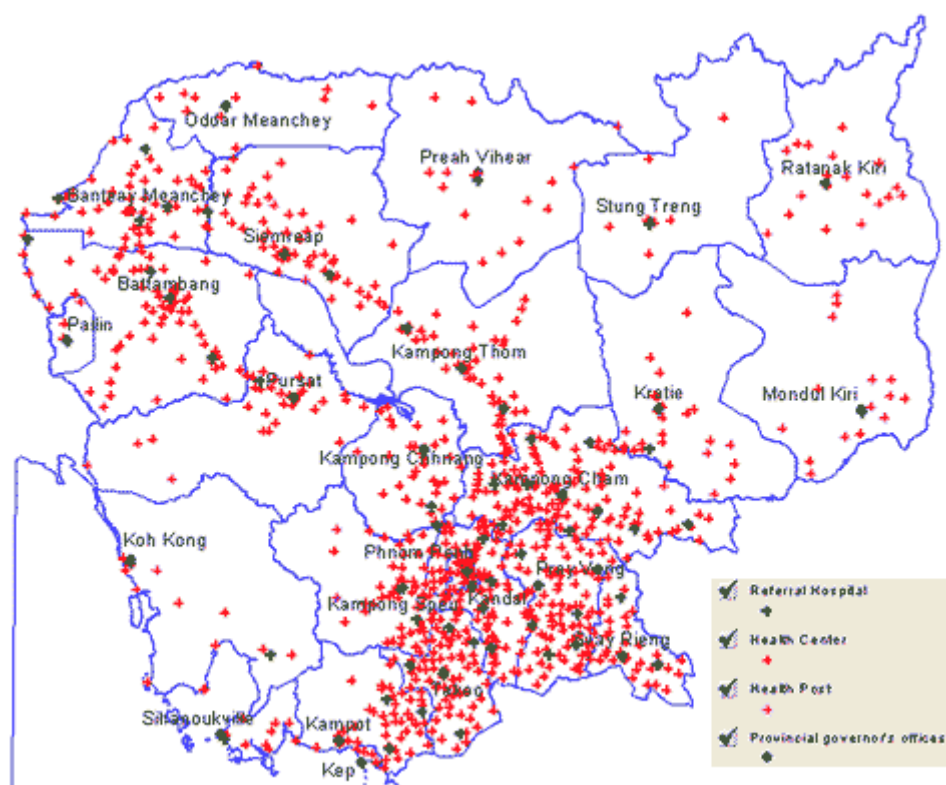 Oddar Meanchey
Preah Vihear
Ratanak Kiri
Banteay Meanchey
Stung Treng
Siemreap
Battambang
Pailin
Kampong Thom
Pursat
Kratie
Mondul Kiri
Kampong Chhnang
Kampong Cham
Koh Kong
Phnom Penh
Prey Veng
Kampong Speu
Kandal
Svay Rieng
Takeo
Sihanoukville
Kampot
Kep
Referral Hospital
Health Center
Health Post
Provincial governor's offices